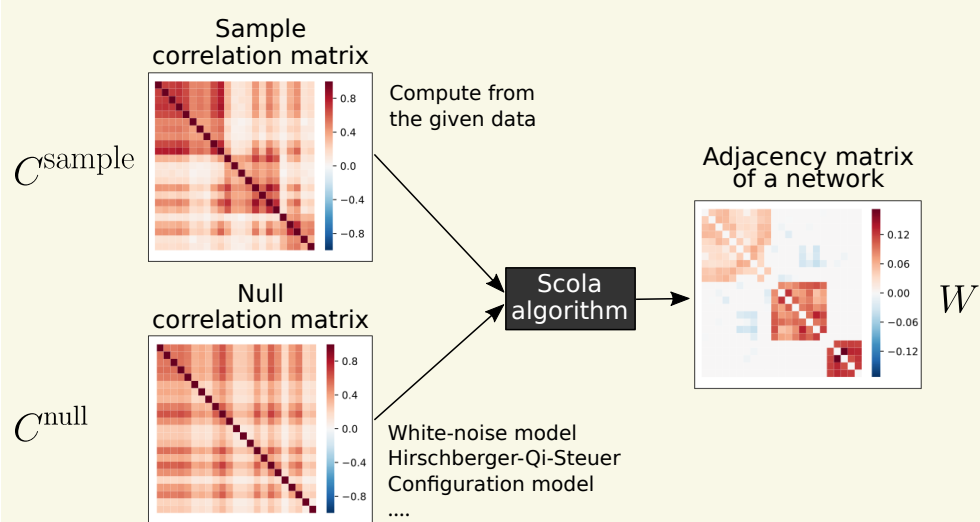 Sample
correlation matrix
C^sample
0.8
0.4
0.0
−0.4
−0.8
Compute from
the given data
Null
correlation matrix
C^null
0.8
0.4
0.0
−0.4
−0.8
White-noise model
Hirschberger-Qi-Steuer
Configuration model
....
Scola
algorithm
Adjacency matrix
of a network
0.12
0.06
0.00
−0.06
−0.12
W